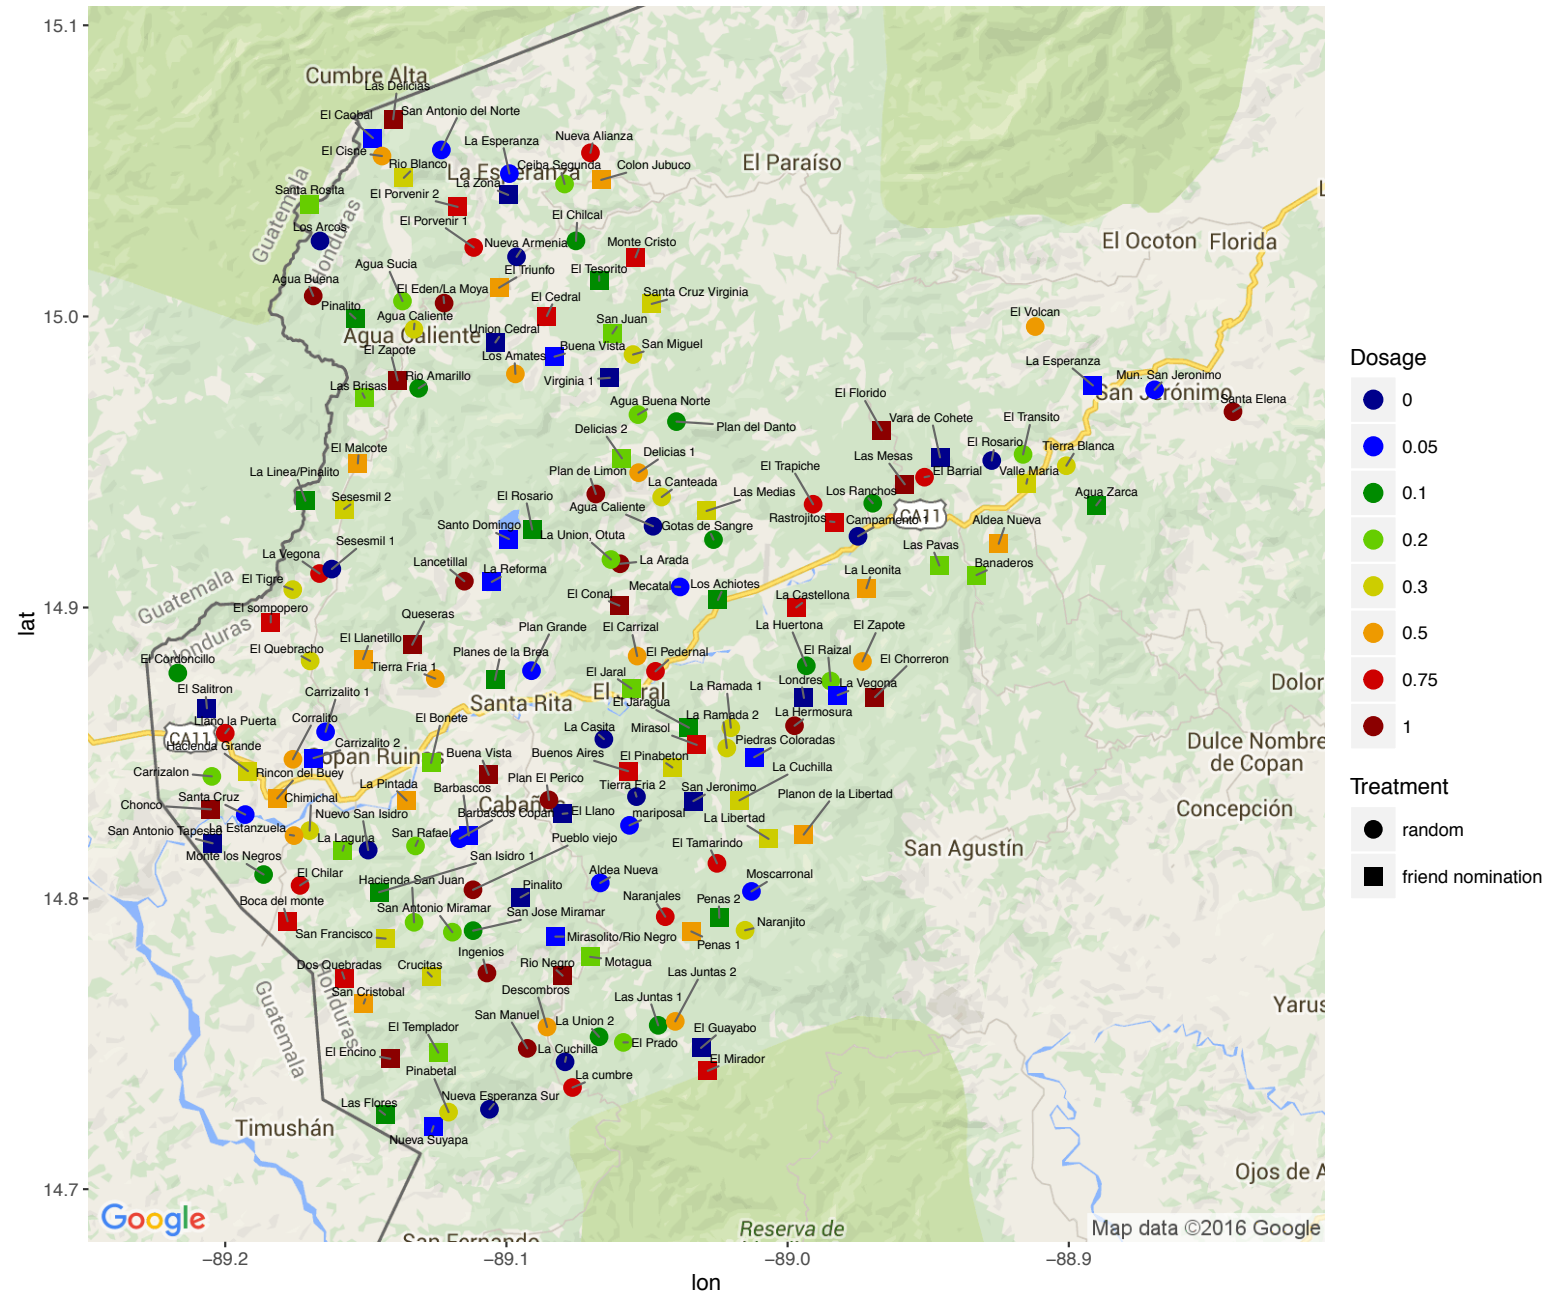 15.1
15.0
14.9
14.8
14.7
lat
−89.2
−89.1
−89.0
−88.9
lon
Cumbre Alta
Las Delicias
El Caobal
San Antonio del Norte
El Cisne
La Esperanza
Nueva Alianza
El Paraíso
Rio Blanco
La Esperanza
Ceiba Segunda
Colon Jubuco
La Zona
Santa Rosita
El Porvenir 2
El Porvenir 1
El Chilcal
Los Arcos
Guatemala
Honduras
Nueva Armenia
Monte Cristo
El Ocoton
Florida
Agua Sucia
El Triunfo
El Tesorito
Agua Buena
El Eden/La Moya
Santa Cruz Virginia
Pinalito
El Cedral
Agua Caliente
San Juan
El Volcan
Agua Caliente
Union Cedral
El Zapote
Los Amates
Buena Vista
San Miguel
La Esperanza
Rio Amarillo
Virginia 1
Mun. San Jeronimo
Las Brisas
San Jerónimo
Santa Elena
Agua Buena Norte
El Florido
Plan del Danto
Vara de Cohete
El Transito
Delicias 2
El Malcote
Delicias 1
El Rosario
Tierra Blanca
Las Mesas
La Linea/Pinalito
Plan de Limon
El Trapiche
El Barrial
Valle Maria
Sesesmil 2
La Canteada
Las Medias
Los Ranchos
Agua Zarca
El Rosario
Agua Caliente
Rastrojitos
Campamento 1
CA11
Aldea Nueva
Santo Domingo
Gotas de Sangre
La Union, Otuta
Las Pavas
Sesesmil 1
La Vegona
Lancetillal
La Arada
Banaderos
El Tigre
La Reforma
Mecatal
Los Achiotes
La Leonita
Guatemala
El Conal
La Castellona
El sompopero
Honduras
Queseras
Plan Grande
El Carrizal
La Huertona
El Zapote
El Llanetillo
El Quebracho
Planes de la Brea
El Pedernal
El Raizal
El Chorreron
El Cordoncillo
Tierra Fria 1
El Jaral
Londres
La Vegona
Dolor
El Salitron
Carrizalito 1
El Jaral
La Ramada 1
Santa Rita
El Jaragua
La Hermosura
Llano la Puerta
Corralito
El Bonete
La Casita
Mirasol
La Ramada 2
CA11
Hacienda Grande
Carrizalito 2
Buena Vista
Buenos Aires
El Pinabeton
Piedras Coloradas
Dulce Nombre
de Copan
Copan Ruinas
Carrizalon
Rincon del Buey
La Pintada
Plan El Perico
Tierra Fria 2
La Cuchilla
Santa Cruz
Chimichal
Barbascos
San Jeronimo
Chonco
Cabañas
Planon de la Libertad
Concepción
Nuevo San Isidro
Barbascos Copan
El Llano
mariposal
La Libertad
San Antonio Tapesco
La Estanzuela
La Laguna
San Rafael
Pueblo viejo
El Tamarindo
San Agustín
Monte los Negros
San Isidro 1
El Chilar
Hacienda San Juan
Pinalito
Aldea Nueva
Moscarronal
Boca del monte
San Antonio Miramar
San Jose Miramar
Naranjales
Penas 2
Naranjito
San Francisco
Mirasolito/Rio Negro
Penas 1
Ingenios
Dos Quebradas
Crucitas
Rio Negro
Motagua
Las Juntas 2
San Cristobal
Descombros
Las Juntas 1
Yarus
Guatemala
Honduras
San Manuel
La Union 2
El Guayabo
El Templador
El Encino
La Cuchilla
El Prado
El Mirador
Pinabetal
La cumbre
Las Flores
Nueva Esperanza Sur
Timushán
Nueva Suyapa
Ojos de A
Google
San Fernando
Reserva de
Map data ©2016 Google
Dosage
0
0.05
0.1
0.2
0.3
0.5
0.75
1
Treatment
random
friend nomination